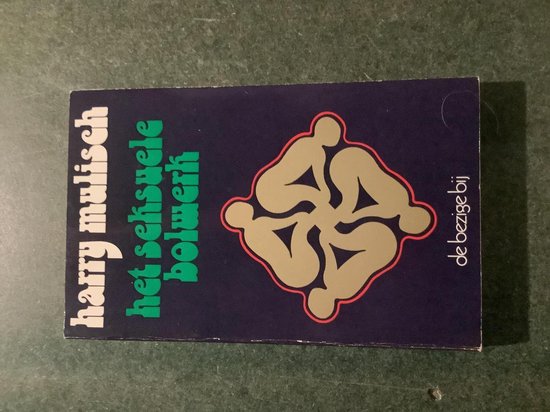 harry mulisch
het seksuele
bolwerk
de bezige bij